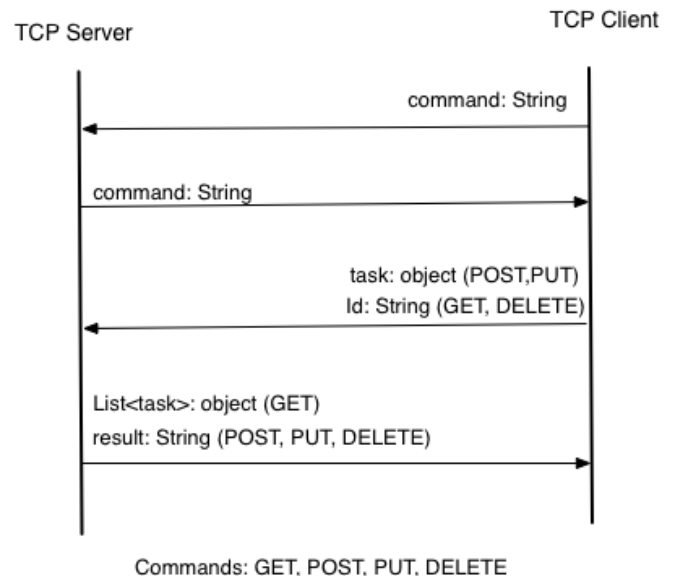 TCP Server
TCP Client
command: String
command: String
task: object (POST,PUT)
Id: String (GET, DELETE)
List<task>: object (GET)
result: String (POST, PUT, DELETE)
Commands: GET, POST, PUT, DELETE